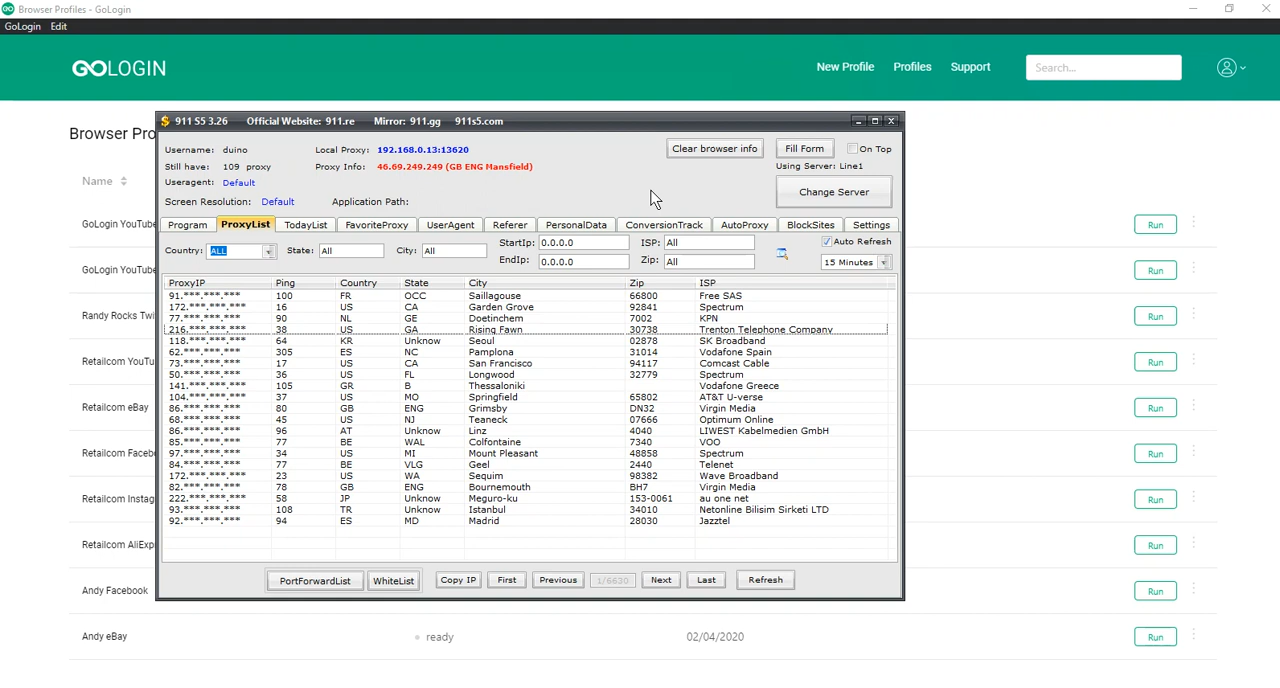 Browser Profiles - GoLogin
GoLogin Edit
GOLOGIN
New Profile Profiles Support Search...
Browser Pro
911 S5 3.26 Official Website: 911.re Mirror: 911.gg 911s5.com
Username: duino Local Proxy: 192.168.0.13:13620 Clear browser info Fill Form On Top
Still have: 109 proxy Proxy Info: 46.69.249.249 (GB ENG Mansfield) Using Server: Line1
Useragent: Default
Name
Screen Resolution: Default Application Path: Change Server
Program ProxyList TodayList FavoriteProxy UserAgent Referer PersonalData ConversionTrack AutoProxy BlockSites Settings
Country: ALL State: All City: All StartIp: 0.0.0.0 ISP: All Auto Refresh
EndIp: 0.0.0.0 Zip: All 15 Minutes
ProxyIP Ping Country State City Zip ISP
91.***.***.*** 100 FR OCC Saillagouse 66800 Free SAS
172.***.***.*** 16 US CA Garden Grove 92841 Spectrum
77.***.***.*** 90 NL GE Doetinchem 7002 KPN
216.***.***.*** 38 US GA Rising Fawn 30738 Trenton Telephone Company
118.***.***.*** 64 KR Unknow Seoul 02878 SK Broadband
62.***.***.*** 305 ES NC Pamplona 31014 Vodafone Spain
73.***.***.*** 17 US CA San Francisco 94117 Comcast Cable
50.***.***.*** 36 US FL Longwood 32779 Spectrum
141.***.***.*** 105 GR B Thessaloniki Vodafone Greece
104.***.***.*** 37 US MO Springfield 65802 AT&T U-verse
86.***.***.*** 80 GB ENG Grimsby DN32 Virgin Media
68.***.***.*** 45 US NJ Teaneck 07666 Optimum Online
86.***.***.*** 96 AT Unknow Linz 4040 LIWEST Kabelmedien GmbH
85.***.***.*** 77 BE WAL Colfontaine 7340 VOO
97.***.***.*** 34 US MI Mount Pleasant 48858 Spectrum
84.***.***.*** 77 BE VLG Geel 2440 Telenet
172.***.***.*** 23 US WA Sequim 98382 Wave Broadband
82.***.***.*** 78 GB ENG Bournemouth BH7 Virgin Media
222.***.***.*** 58 JP Unknow Meguro-ku 153-0061 au one net
93.***.***.*** 108 TR Unknow Istanbul 34010 Netonline Bilisim Sirketi LTD
92.***.***.*** 94 ES MD Madrid 28030 Jazztel
PortForwardList WhiteList Copy IP First Previous 1/6630 Next Last Refresh
GoLogin YouTube Run
GoLogin YouTube Run
Randy Rocks Twi Run
Retailcom YouTu Run
Retailcom eBay Run
Retailcom Faceb Run
Retailcom Instag Run
Retailcom AliExp Run
Andy Facebook Run
Andy eBay ready 02/04/2020 Run